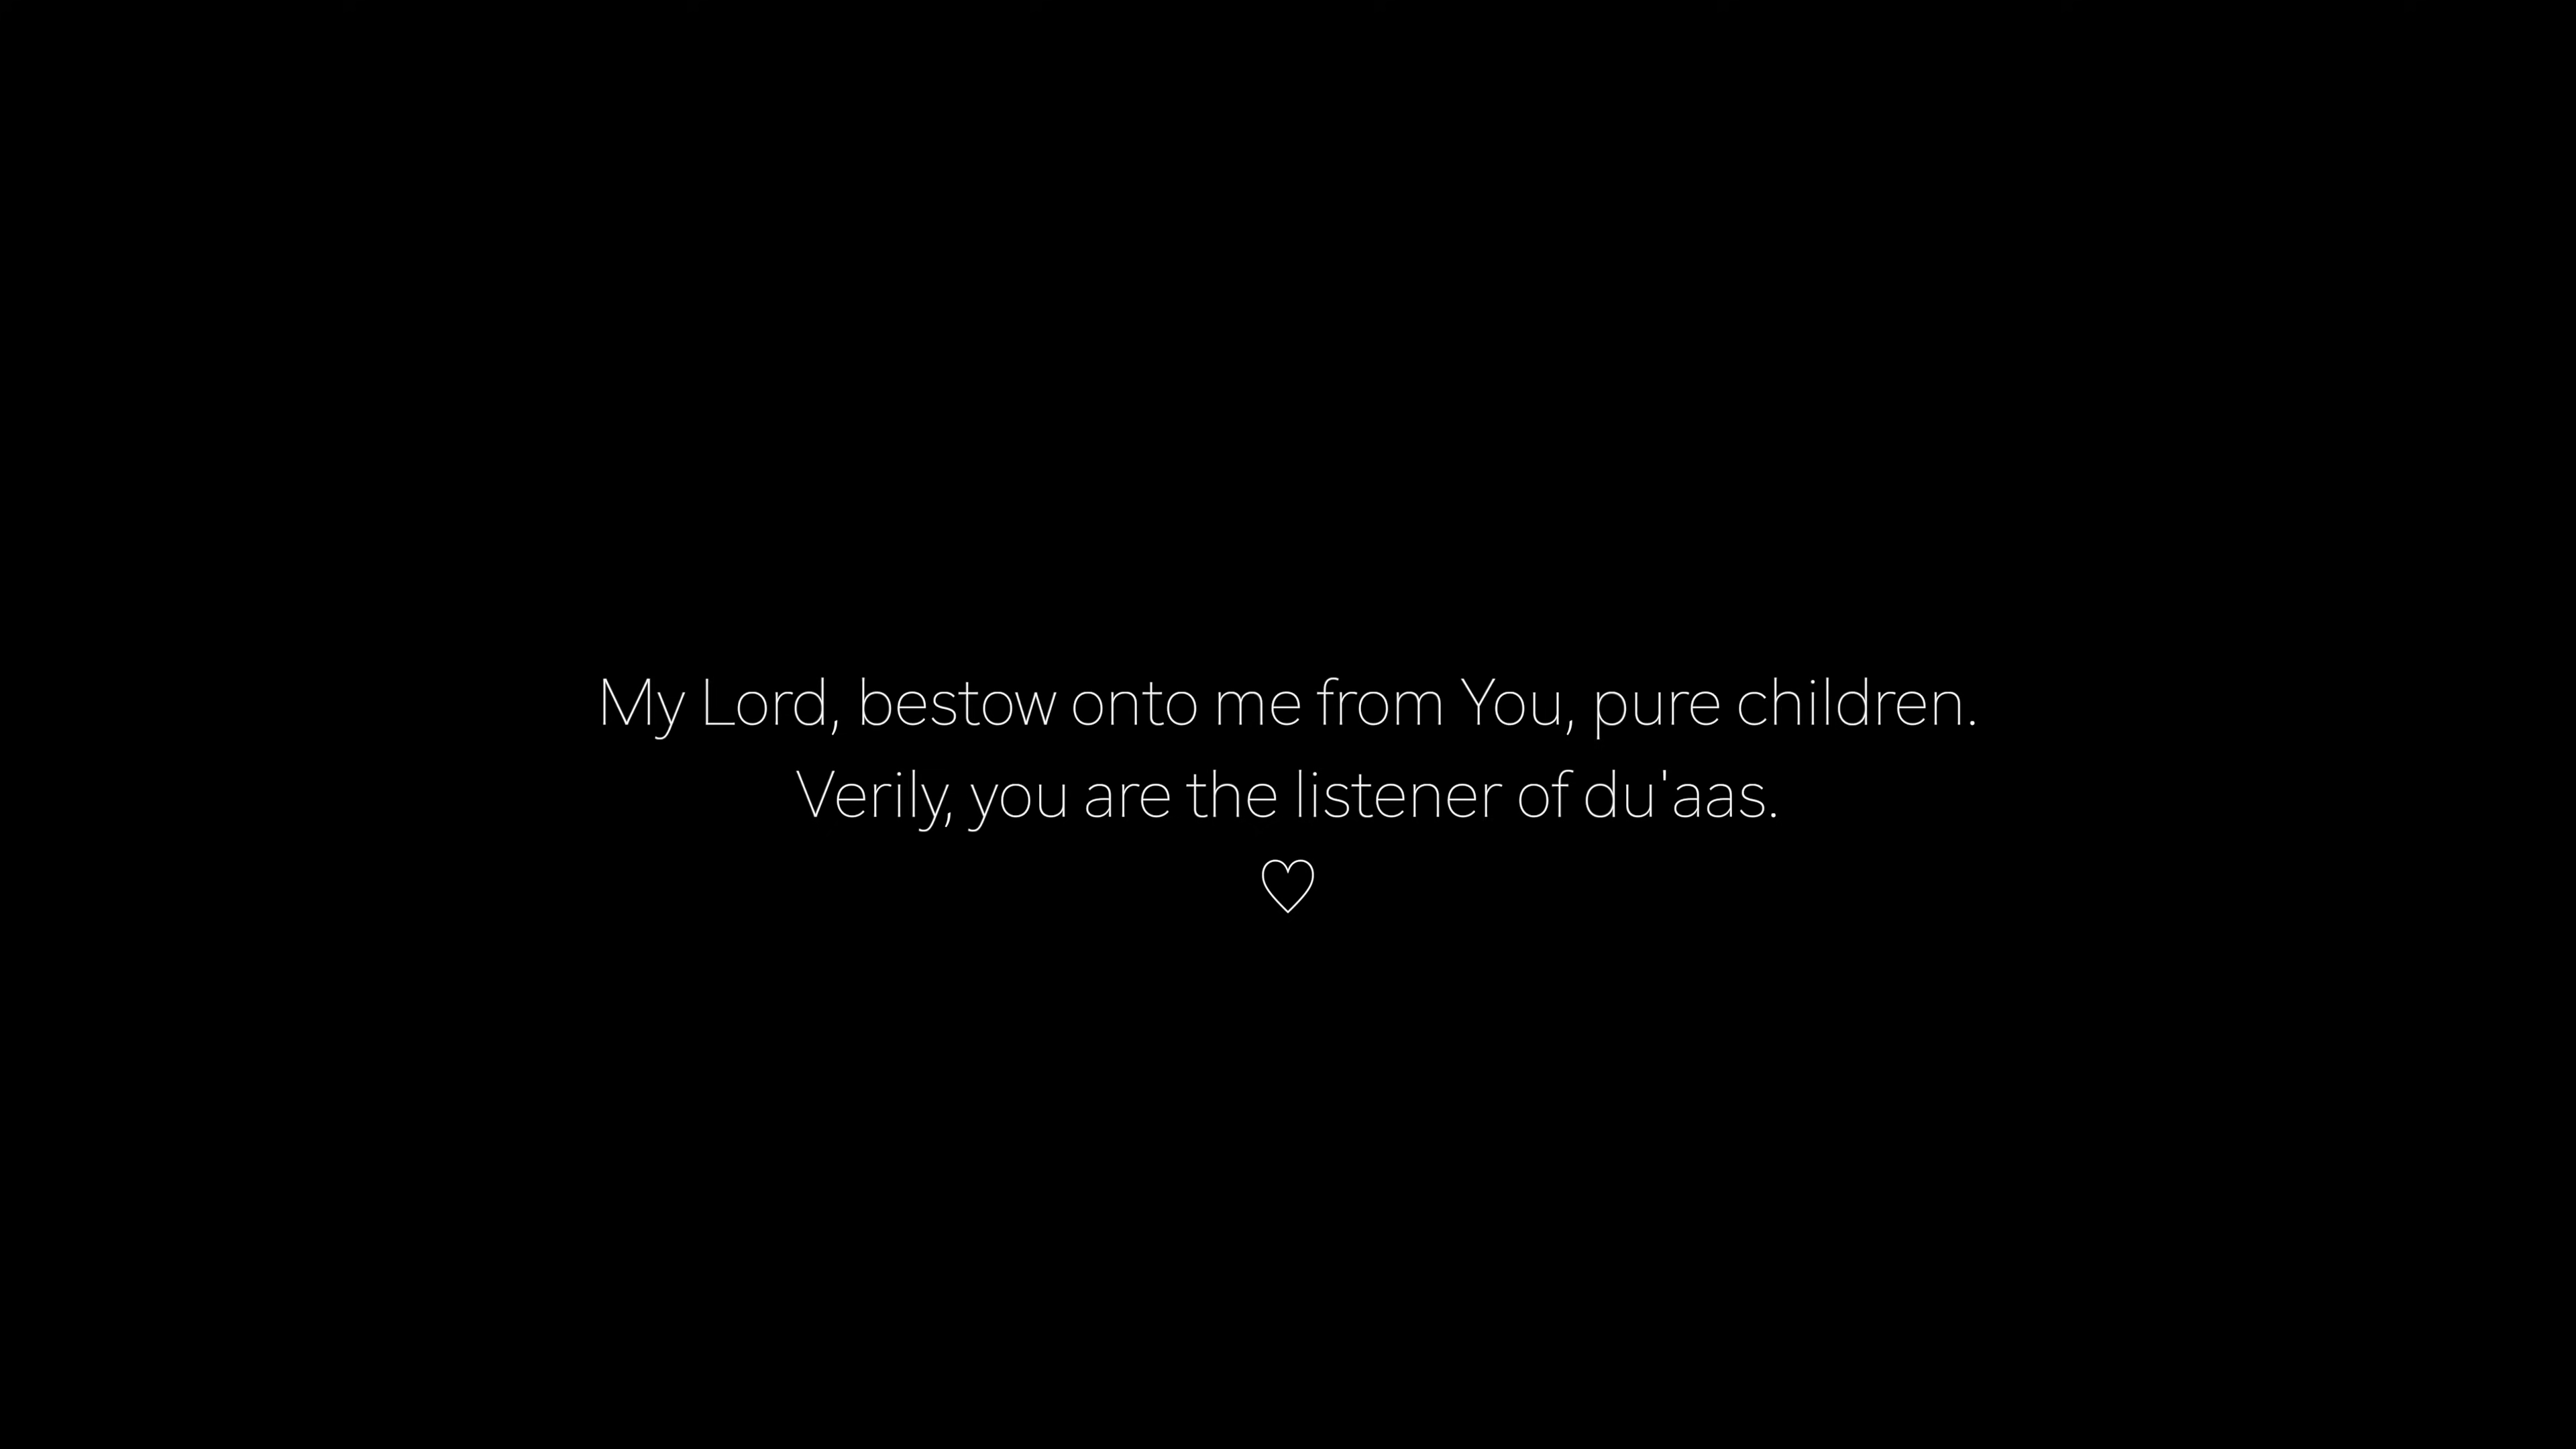 My Lord, bestow onto me from You, pure children.
Verily, you are the listener of du'aas.
♡